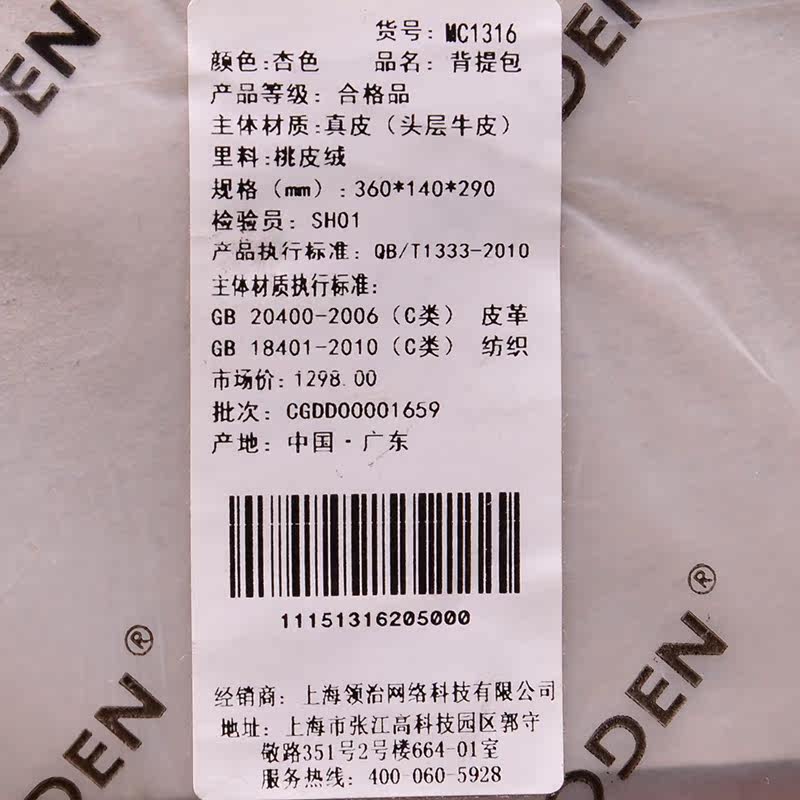 货号: MC1316
颜色:杏色 品名: 背提包
产品等级: 合格品
主体材质:真皮（头层牛皮）
里料:桃皮绒
规格（mm）:360*140*290
检验员: SH01
产品执行标准: QB/T1333-2010
主体材质执行标准:
GB 20400-2006（C类） 皮革
GB 18401-2010（C类） 纺织
市场价: 1298.00
批次: CGDD00001659
产地: 中国·广东
11151316205000
经销商: 上海领冶网络科技有限公司
地址: 上海市张江高科技园区郭守
敬路351号2号楼664-01室
服务热线: 400-060-5928
DEN
DEN
DEN®
ODEN®